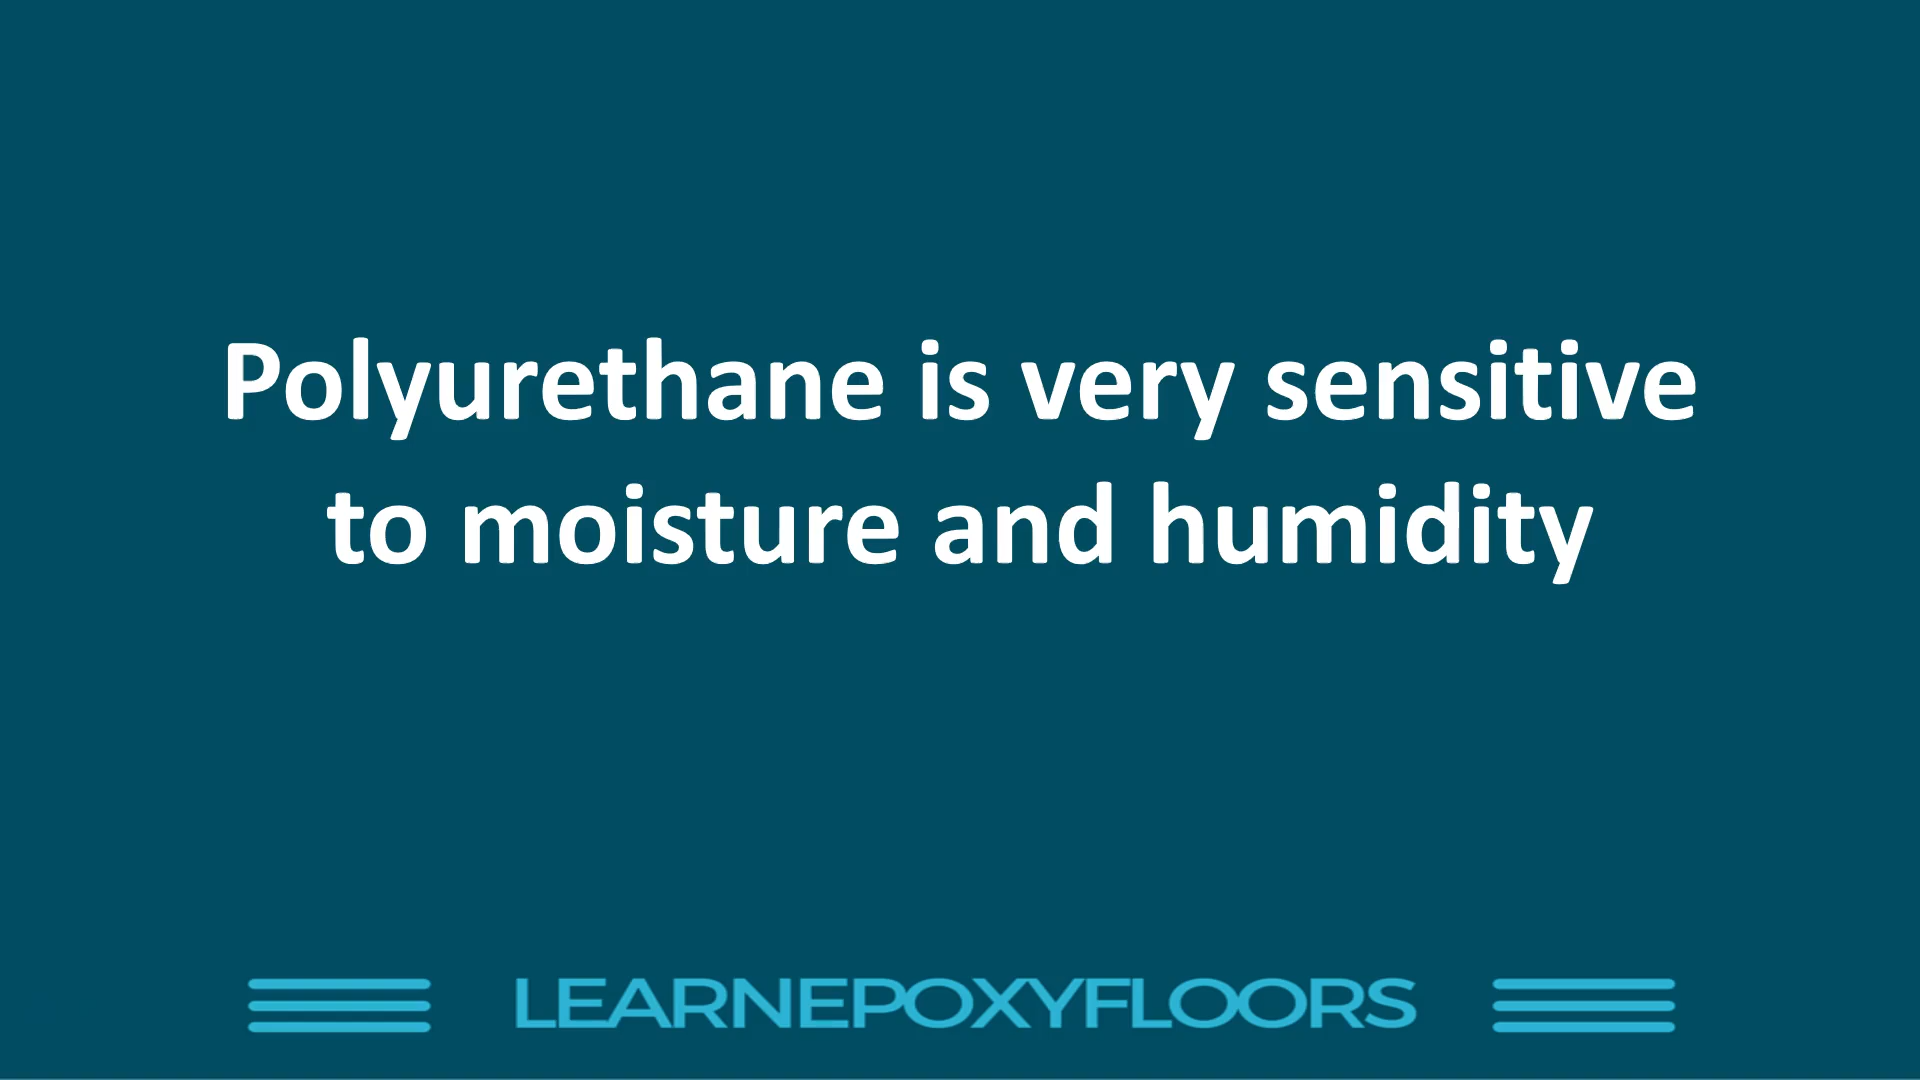 Polyurethane is very sensitive
to moisture and humidity
LEARNEPOXYFLOORS